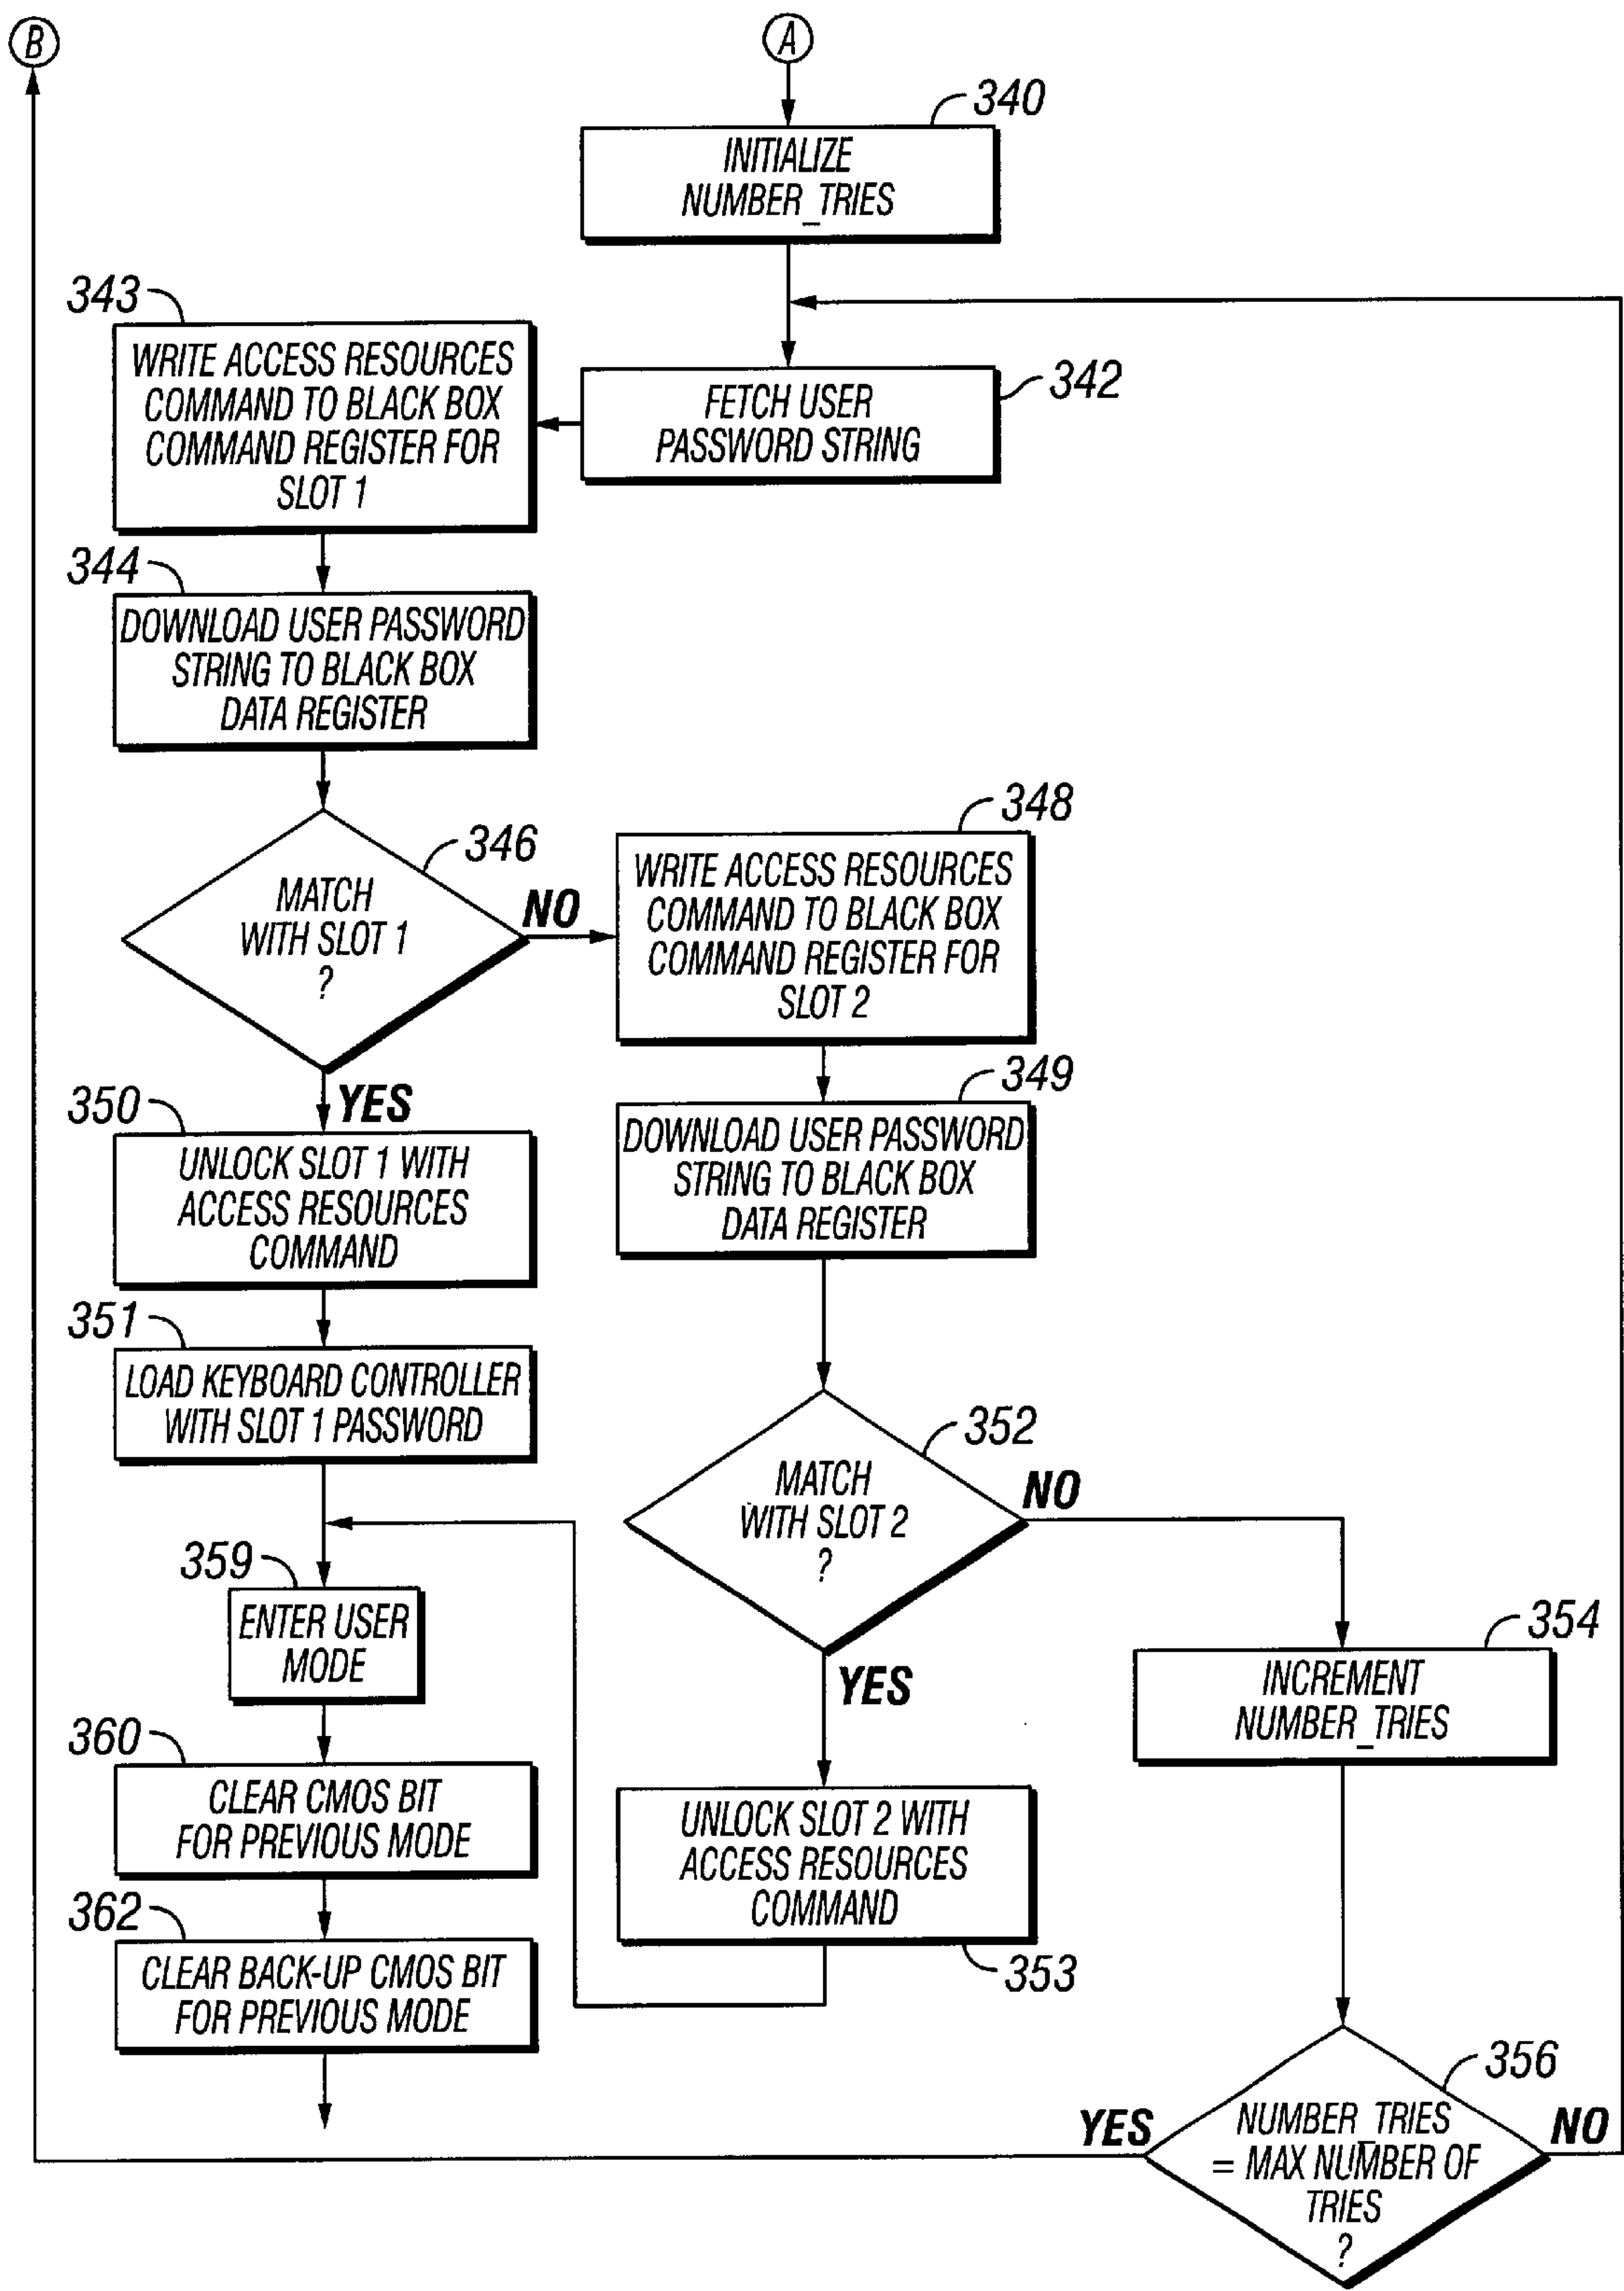 B
A
340
INITIALIZE
NUMBER_TRIES
343
WRITE ACCESS RESOURCES
COMMAND TO BLACK BOX
COMMAND REGISTER FOR
SLOT 1
342
FETCH USER
PASSWORD STRING
344
DOWNLOAD USER PASSWORD
STRING TO BLACK BOX
DATA REGISTER
346
MATCH
WITH SLOT 1
?
NO
348
WRITE ACCESS RESOURCES
COMMAND TO BLACK BOX
COMMAND REGISTER FOR
SLOT 2
YES
350
UNLOCK SLOT 1 WITH
ACCESS RESOURCES
COMMAND
349
DOWNLOAD USER PASSWORD
STRING TO BLACK BOX
DATA REGISTER
351
LOAD KEYBOARD CONTROLLER
WITH SLOT 1 PASSWORD
352
MATCH
WITH SLOT 2
?
NO
YES
359
ENTER USER
MODE
354
INCREMENT
NUMBER_TRIES
360
CLEAR CMOS BIT
FOR PREVIOUS MODE
353
UNLOCK SLOT 2 WITH
ACCESS RESOURCES
COMMAND
362
CLEAR BACK-UP CMOS BIT
FOR PREVIOUS MODE
356
NUMBER_TRIES
= MAX NUMBER OF
TRIES
?
YES
NO